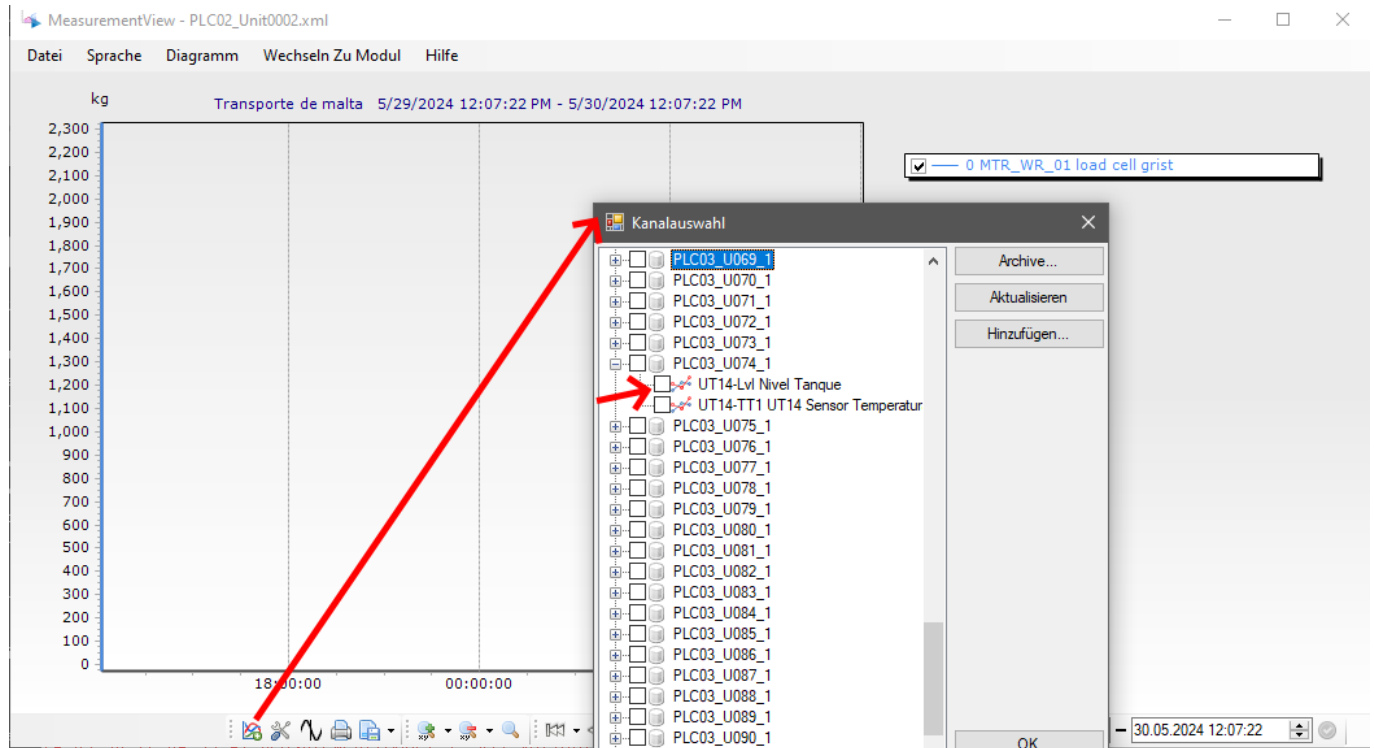 MeasurementView - PLC02_Unit0002.xml
Datei Sprache Diagramm Wechseln Zu Modul Hilfe
kg
Transporte de malta 5/29/2024 12:07:22 PM - 5/30/2024 12:07:22 PM
2,300
2,200
2,100
2,000
1,900
1,800
1,700
1,600
1,500
1,400
1,300
1,200
1,100
1,000
900
800
700
600
500
400
300
200
100
0
18:00:00 00:00:00
0 MTR_WR_01 load cell grist
Kanalauswahl
PLC03_U069_1
PLC03_U070_1
PLC03_U071_1
PLC03_U072_1
PLC03_U073_1
PLC03_U074_1
UT14-Lvl Nivel Tanque
UT14-TT1 UT14 Sensor Temperatur
PLC03_U075_1
PLC03_U076_1
PLC03_U077_1
PLC03_U078_1
PLC03_U079_1
PLC03_U080_1
PLC03_U081_1
PLC03_U082_1
PLC03_U083_1
PLC03_U084_1
PLC03_U085_1
PLC03_U086_1
PLC03_U087_1
PLC03_U088_1
PLC03_U089_1
PLC03_U090_1
Archive...
Aktualisieren
Hinzufügen...
OK
30.05.2024 12:07:22